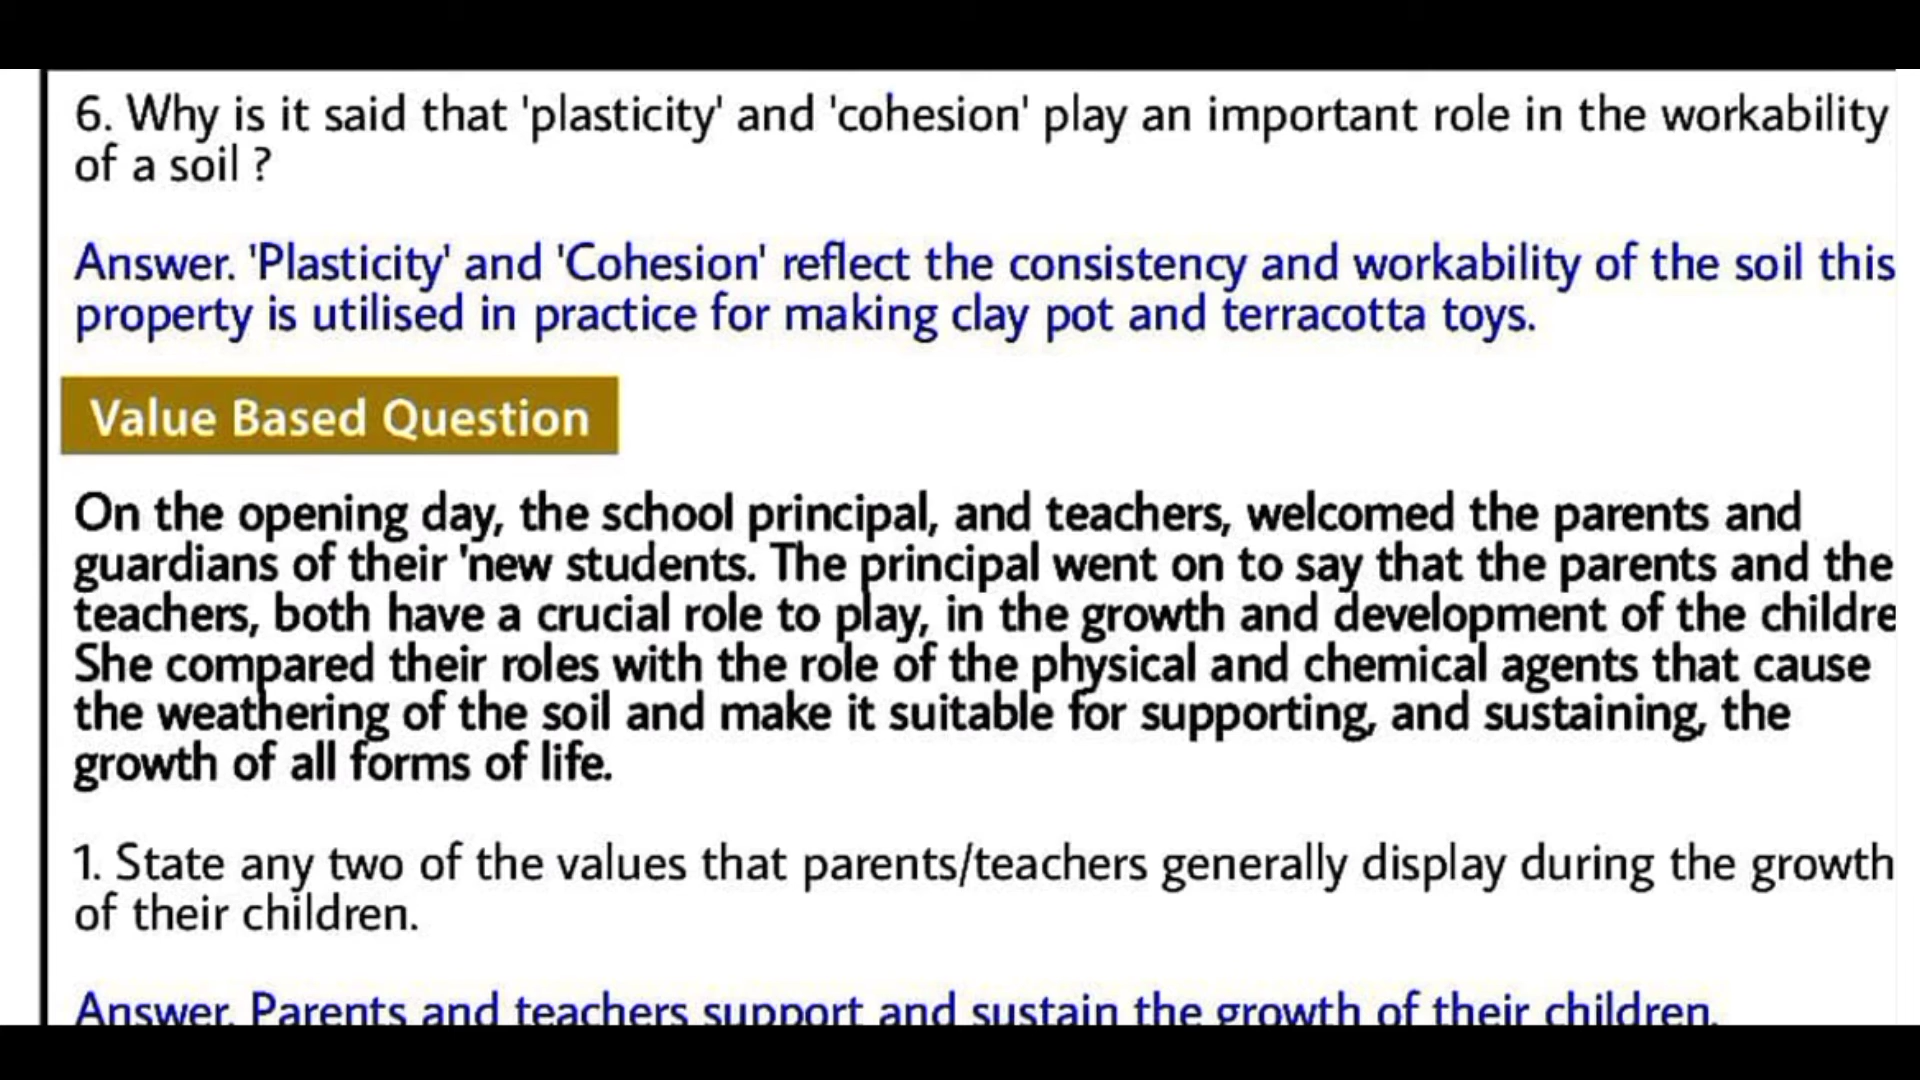 6. Why is it said that 'plasticity' and 'cohesion' play an important role in the workability
of a soil ?
Answer. 'Plasticity' and 'Cohesion' reflect the consistency and workability of the soil this
property is utilised in practice for making clay pot and terracotta toys.
Value Based Question
On the opening day, the school principal, and teachers, welcomed the parents and
guardians of their 'new students. The principal went on to say that the parents and the
teachers, both have a crucial role to play, in the growth and development of the childre
She compared their roles with the role of the physical and chemical agents that cause
the weathering of the soil and make it suitable for supporting, and sustaining, the
growth of all forms of life.
1. State any two of the values that parents/teachers generally display during the growth
of their children.
Answer. Parents and teachers support and sustain the growth of their children.